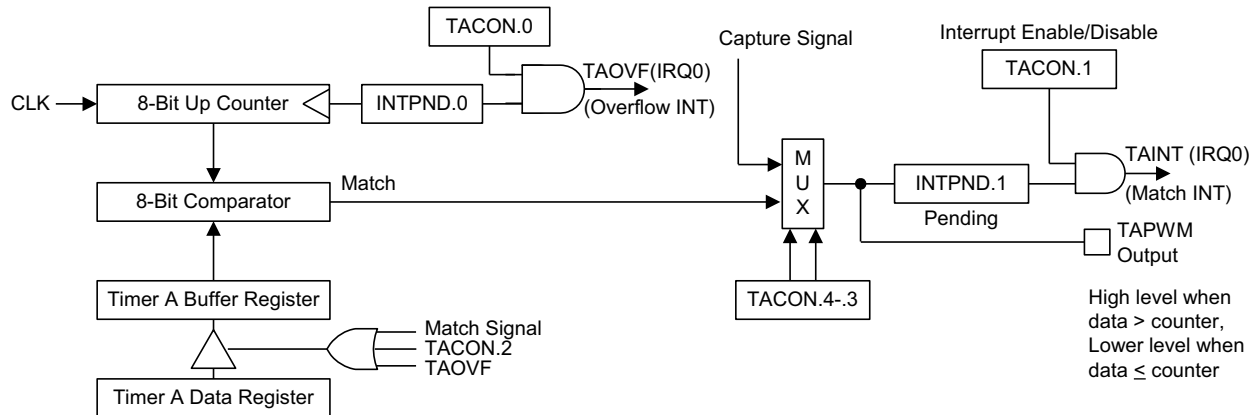 TACON.0
TAOVF(IRQ0)
(Overflow INT)
CLK
8-Bit Up Counter
INTPND.0
Capture Signal
Interrupt Enable/Disable
TACON.1
8-Bit Comparator
Match
M
U
X
INTPND.1
Pending
TAINT (IRQ0)
(Match INT)
TAPWM
Output
Timer A Buffer Register
TACON.4-.3
High level when
data > counter,
Lower level when
data ≤ counter
Match Signal
TACON.2
TAOVF
Timer A Data Register